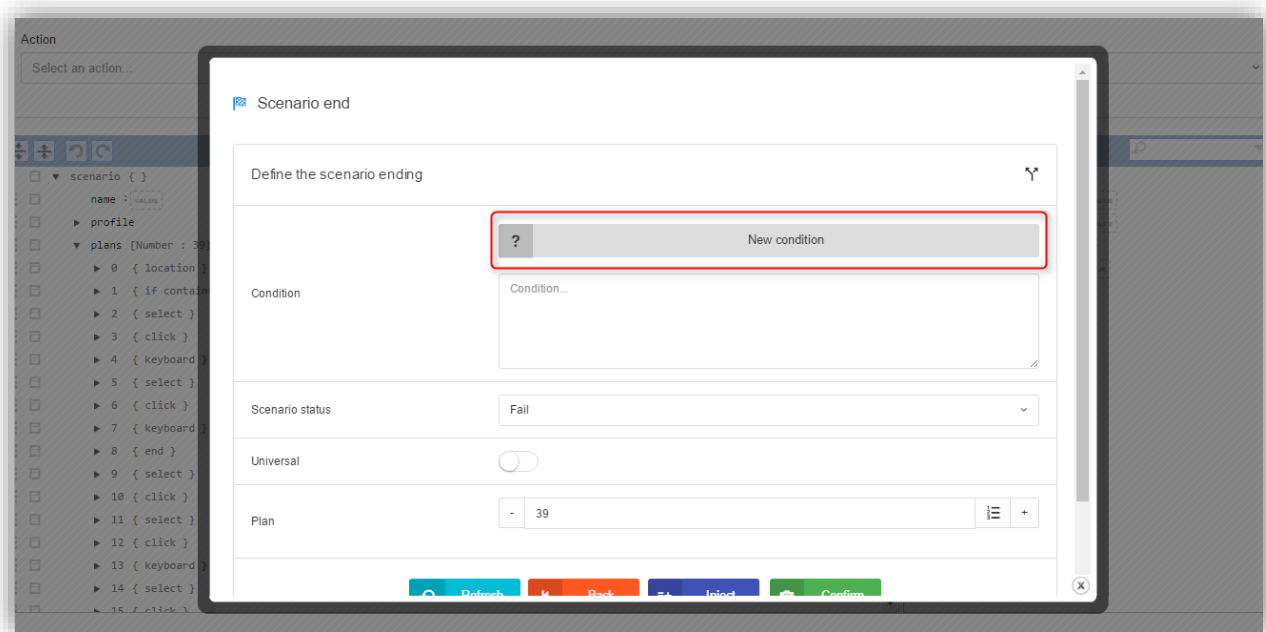 Action
Select an action...
Scenario end
Define the scenario ending
? New condition
Condition
Condition...
Scenario status
Fail
Universal
Plan
- 39 +
Refresh
Back
Inject
Confirm
x
scenario { }
name : VALUE
profile
plans [Number : 39]
0 { location }
1 { if contain
2 { select }
3 { click }
4 { keyboard }
5 { select }
6 { click }
7 { keyboard }
8 { end }
9 { select }
10 { click }
11 { select }
12 { click }
13 { keyboard }
14 { select }
15 { click }